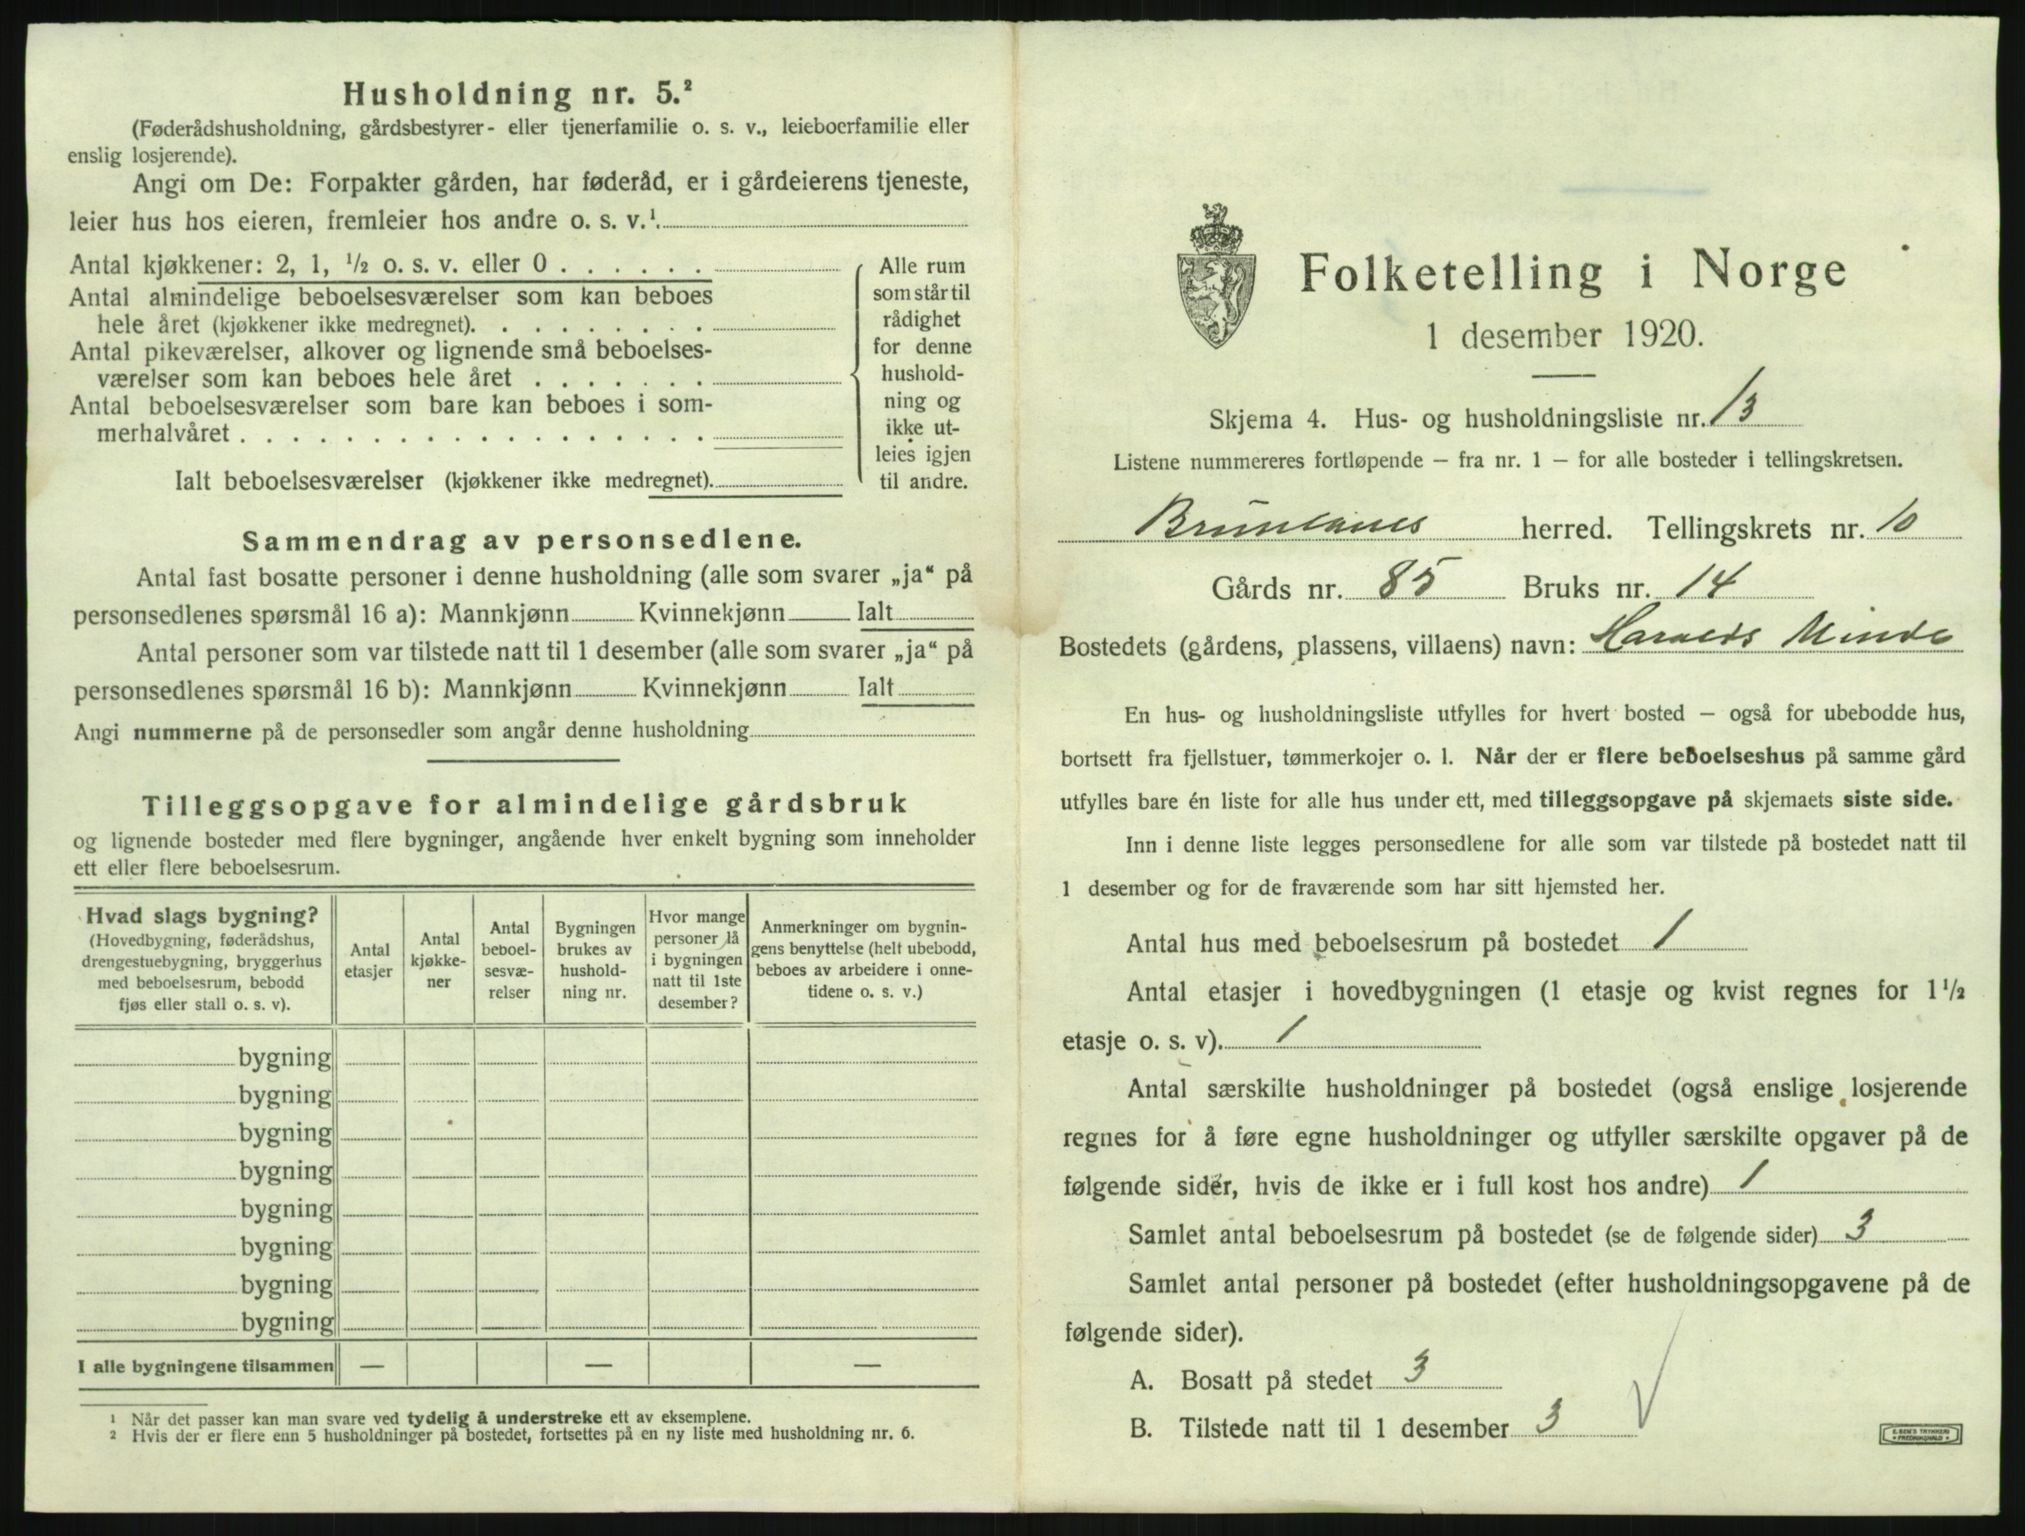 Husholdning nr. 5.²
(Føderådshusholdning, gårdsbestyrer- eller tjenerfamilie o. s. v., leieboerfamilie eller
enslig losjerende).
Angi om De: Forpakter gården, har føderåd, er i gårdeierens tjeneste,
leier hus hos eieren, fremleier hos andre o. s. v.¹.
Antal kjøkkener: 2, 1, ½ o. s. v. eller 0 . . . . . .
Antal almindelige beboelsesværelser som kan beboes
hele året (kjøkkener ikke medregnet). . . . . . . . .
Antal pikeværelser, alkover og lignende små beboelses-
værelser som kan beboes hele året . . . . . . .
Antal beboelsesværelser som bare kan beboes i som-
merhalvåret . . . . . . . . . . . . . . . . . .
Ialt beboelsesværelser (kjøkkener ikke medregnet).
Alle rum
som står til
rådighet
for denne
hushold-
ning og
ikke ut-
leies igjen
til andre.
Sammendrag av personsedlene.
Antal fast bosatte personer i denne husholdning (alle som svarer „ja“ på
personsedlenes spørsmål 16 a): Mannkjønn Kvinnekjønn Ialt
Antal personer som var tilstede natt til 1 desember (alle som svarer „ja“ på
personsedlenes spørsmål 16 b): Mannkjønn Kvinnekjønn Ialt
Angi nummerne på de personsedler som angår denne husholdning
Tilleggsopgave for almindelige gårdsbruk
og lignende bosteder med flere bygninger, angående hver enkelt bygning som inneholder
ett eller flere beboelsesrum.
Hvad slags bygning?
(Hovedbygning, føderådshus,
drengestuebygning, bryggerhus
med beboelsesrum, bebodd
fjøs eller stall o. s. v).
Antal
etasjer
Antal
kjøkke-
ner
Antal
beboel-
sesvæ-
relser
Bygningen
brukes av
hushold-
ning nr.
Hvor mange
personer lå
i bygningen
natt til 1ste
desember?
Anmerkninger om bygnin-
gens benyttelse (helt ubebodd,
beboes av arbeidere i onne-
tidene o. s. v.)
bygning
bygning
bygning
bygning
bygning
bygning
bygning
bygning
I alle bygningene tilsammen — — —
¹ Når det passer kan man svare ved tydelig å understreke ett av eksemplene.
² Hvis der er flere enn 5 husholdninger på bostedet, fortsettes på en ny liste med husholdning nr. 6.
Folketelling i Norge
1 desember 1920.
Skjema 4. Hus- og husholdningsliste nr. 13
Listene nummereres fortløpende — fra nr. 1 — for alle bosteder i tellingskretsen.
Brunlanes herred. Tellingskrets nr. 10
Gårds nr. 85 Bruks nr. 14
Bostedets (gårdens, plassens, villaens) navn: Haralds Minde
En hus- og husholdningsliste utfylles for hvert bosted — også for ubebodde hus,
bortsett fra fjellstuer, tømmerkojer o. l. Når der er flere beboelseshus på samme gård
utfylles bare én liste for alle hus under ett, med tilleggsopgave på skjemaets siste side.
Inn i denne liste legges personsedlene for alle som var tilstede på bostedet natt til
1 desember og for de fraværende som har sitt hjemsted her.
Antal hus med beboelsesrum på bostedet 1
Antal etasjer i hovedbygningen (1 etasje og kvist regnes for 1½
etasje o. s. v). 1
Antal særskilte husholdninger på bostedet (også enslige losjerende
regnes for å føre egne husholdninger og utfyller særskilte opgaver på de
følgende sider, hvis de ikke er i full kost hos andre) 1
Samlet antal beboelsesrum på bostedet (se de følgende sider) 3
Samlet antal personer på bostedet (efter husholdningsopgavene på de
følgende sider).
A. Bosatt på stedet 3
B. Tilstede natt til 1 desember 3
E. SEM'S TRYKKERI
FREDRIKSHALD